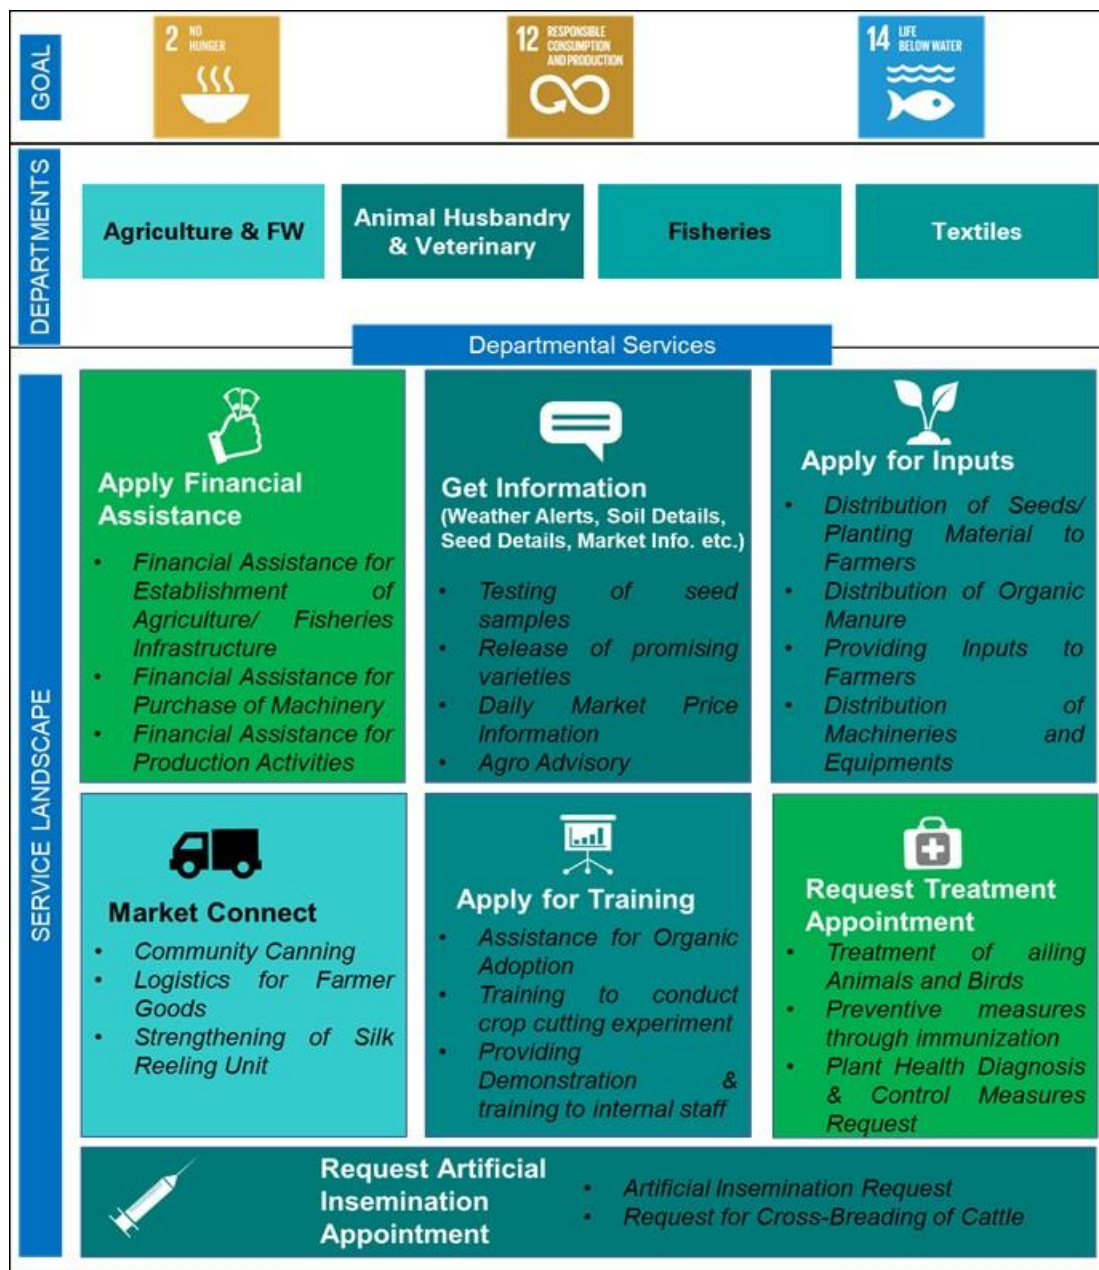 GOAL
2 NO
HUNGER
12 RESPONSIBLE
CONSUMPTION
AND PRODUCTION
14 LIFE
BELOW WATER
DEPARTMENTS
Agriculture & FW
Animal Husbandry
& Veterinary
Fisheries
Textiles
Departmental Services
SERVICE LANDSCAPE
Apply Financial
Assistance
• Financial Assistance for
Establishment of
Agriculture/ Fisheries
Infrastructure
• Financial Assistance for
Purchase of Machinery
• Financial Assistance for
Production Activities
Get Information
(Weather Alerts, Soil Details,
Seed Details, Market Info. etc.)
• Testing of seed
samples
• Release of promising
varieties
• Daily Market Price
Information
• Agro Advisory
Apply for Inputs
• Distribution of Seeds/
Planting Material to
Farmers
• Distribution of Organic
Manure
• Providing Inputs to
Farmers
• Distribution of
Machineries and
Equipments
Market Connect
• Community Canning
• Logistics for Farmer
Goods
• Strengthening of Silk
Reeling Unit
Apply for Training
• Assistance for Organic
Adoption
• Training to conduct
crop cutting experiment
• Providing
Demonstration &
training to internal staff
Request Treatment
Appointment
• Treatment of ailing
Animals and Birds
• Preventive measures
through immunization
• Plant Health Diagnosis
& Control Measures
Request
Request Artificial
Insemination
Appointment
• Artificial Insemination Request
• Request for Cross-Breading of Cattle